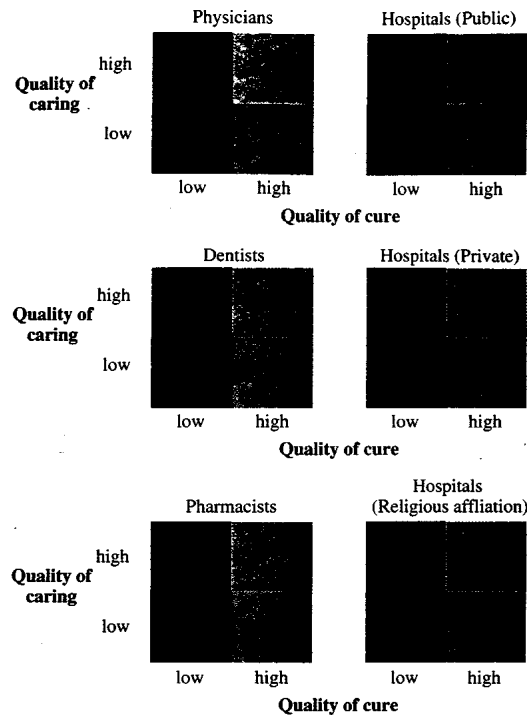 Physicians
Hospitals (Public)
high
Quality of
caring
low
low high
low high
Quality of cure
Dentists
Hospitals (Private)
high
Quality of
caring
low
low high
low high
Quality of cure
Pharmacists
Hospitals
(Religious affliation)
high
Quality of
caring
low
low high
low high
Quality of cure